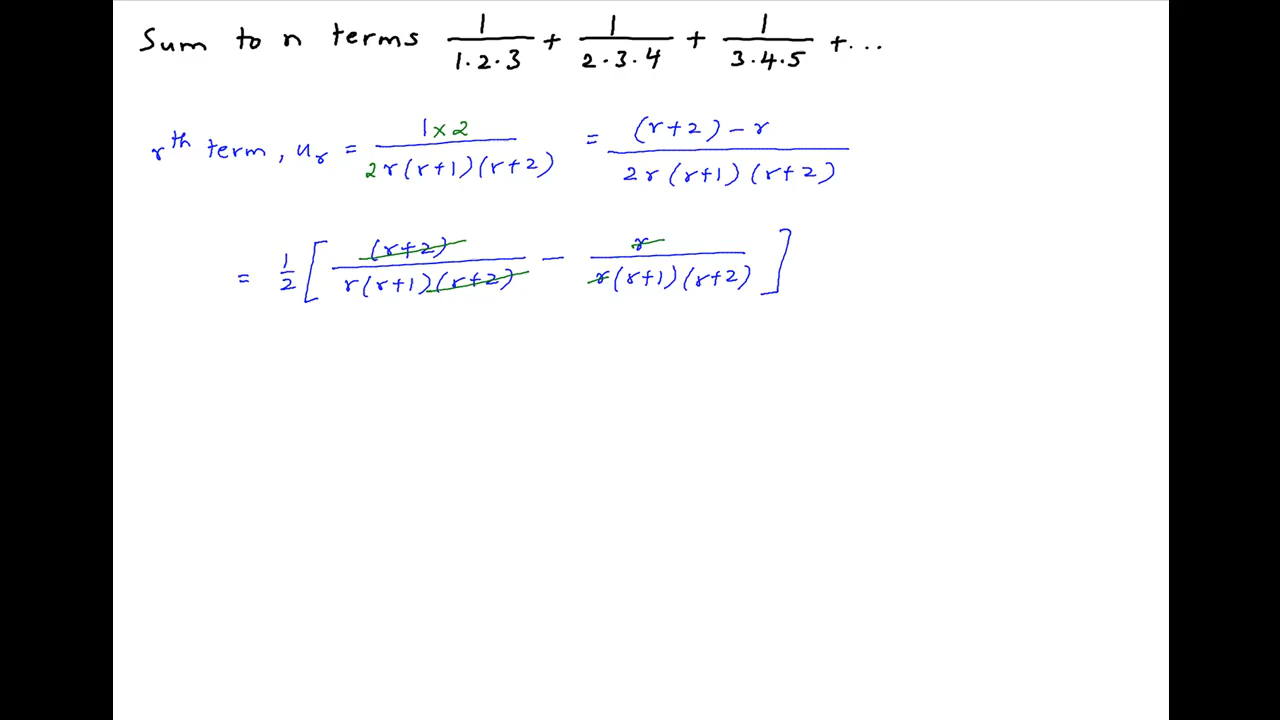 Sum to n terms 1/(1·2·3) + 1/(2·3·4) + 1/(3·4·5) + ...
rth term, ur = (1×2)/(2r(r+1)(r+2)) = ((r+2)-r)/(2r(r+1)(r+2))
= 1/2 [ (r+2)/(r(r+1)(r+2)) - r/(r(r+1)(r+2)) ]